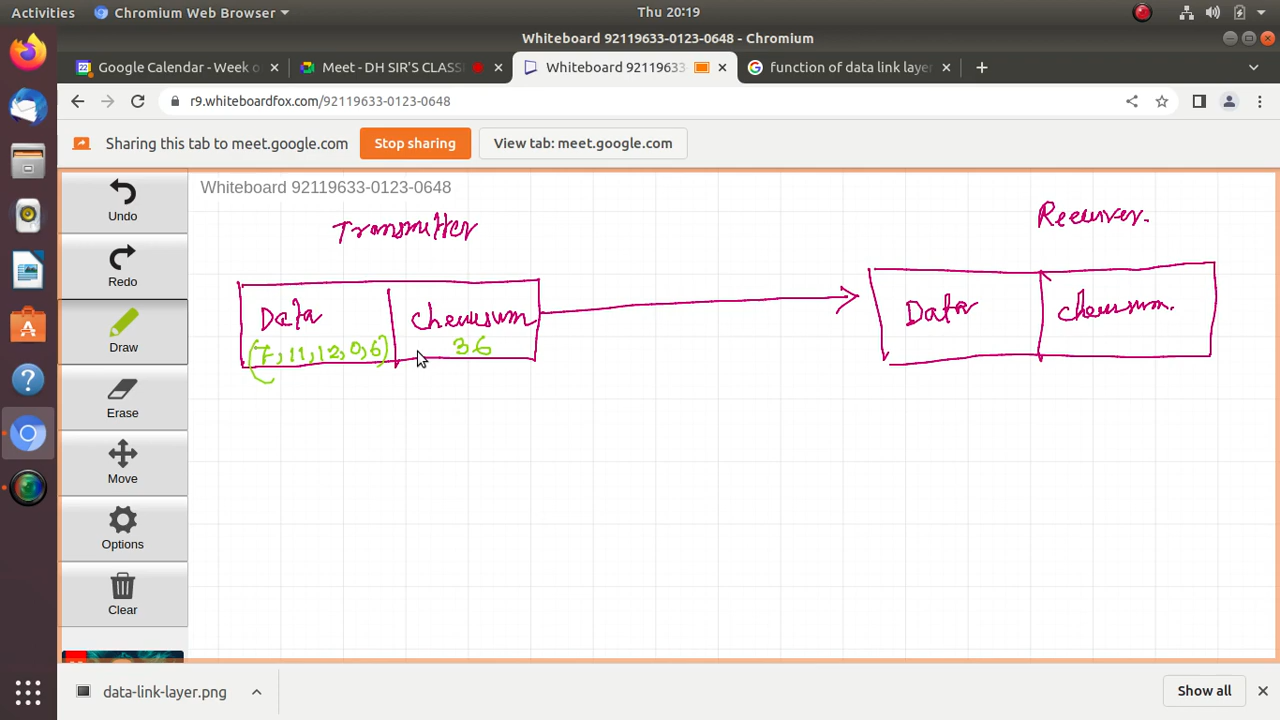 Activities Chromium Web Browser Thu 20:19
Whiteboard 92119633-0123-0648 - Chromium
Google Calendar - Week o Meet - DH SIR'S CLASS Whiteboard 92119633 function of data link layer
r9.whiteboardfox.com/92119633-0123-0648
Sharing this tab to meet.google.com Stop sharing View tab: meet.google.com
Whiteboard 92119633-0123-0648
Undo
Redo
Draw
Erase
Move
Options
Clear
Transmitter
Receiver.
Data Checksum
(7, 11, 12, 0, 6) 36
Data Checksum.
data-link-layer.png Show all